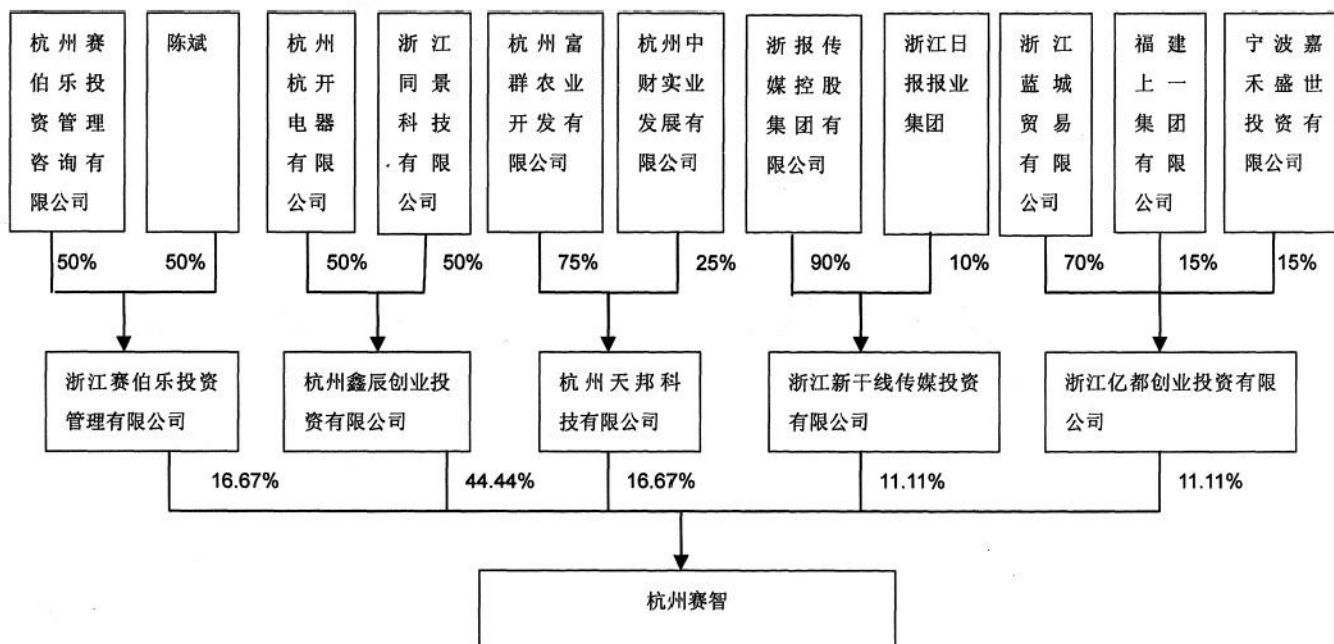 杭州赛
伯乐投
资管理
咨询有
限公司
陈斌
杭州
杭开
电器
有限
公司
浙江
同景
科技
有限
公司
杭州富
群农业
开发有
限公司
杭州中
财实业
发展有
限公司
浙报传
媒控股
集团有
限公司
浙江日
报报业
集团
浙江
蓝城
贸易
有限
公司
福建
上一
集团
有限
公司
宁波嘉
禾盛世
投资有
限公司
50%
50%
50%
50%
75%
25%
90%
10%
70%
15%
15%
浙江赛伯乐投资
管理有限公司
杭州鑫辰创业投
资有限公司
杭州天邦科
技有限公司
浙江新干线传媒投资
有限公司
浙江亿都创业投资有限
公司
16.67%
44.44%
16.67%
11.11%
11.11%
杭州赛智